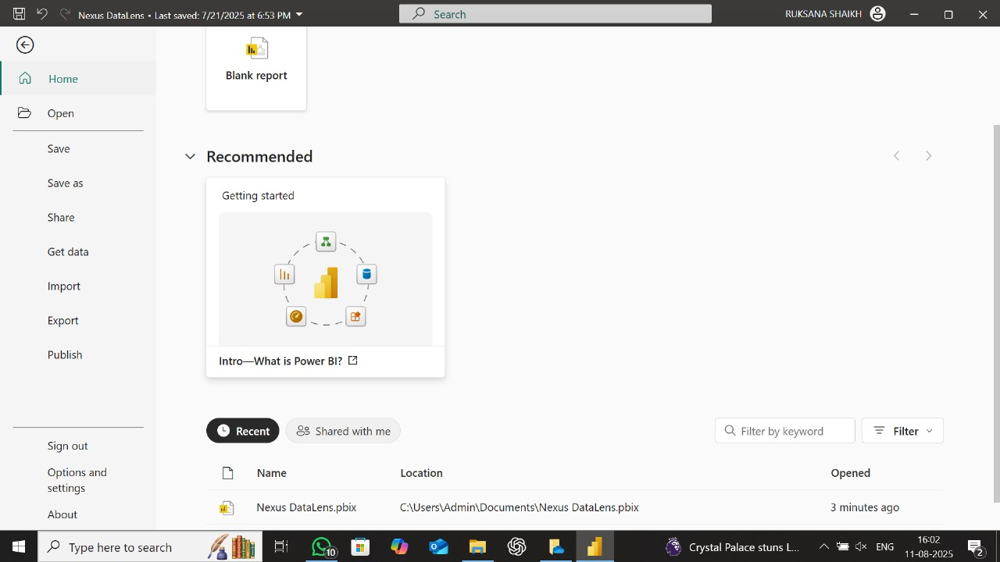 Nexus DataLens • Last saved: 7/21/2025 at 6:53 PM
Search
RUKSANA SHAIKH
Home
Open
Save
Save as
Share
Get data
Import
Export
Publish
Sign out
Options and
settings
About
Blank report
Recommended
Getting started
Intro—What is Power BI?
Recent
Shared with me
Filter by keyword
Filter
Name
Location
Opened
Nexus DataLens.pbix
C:\Users\Admin\Documents\Nexus DataLens.pbix
3 minutes ago
Type here to search
10
Crystal Palace stuns L...
ENG
16:02
11-08-2025
2